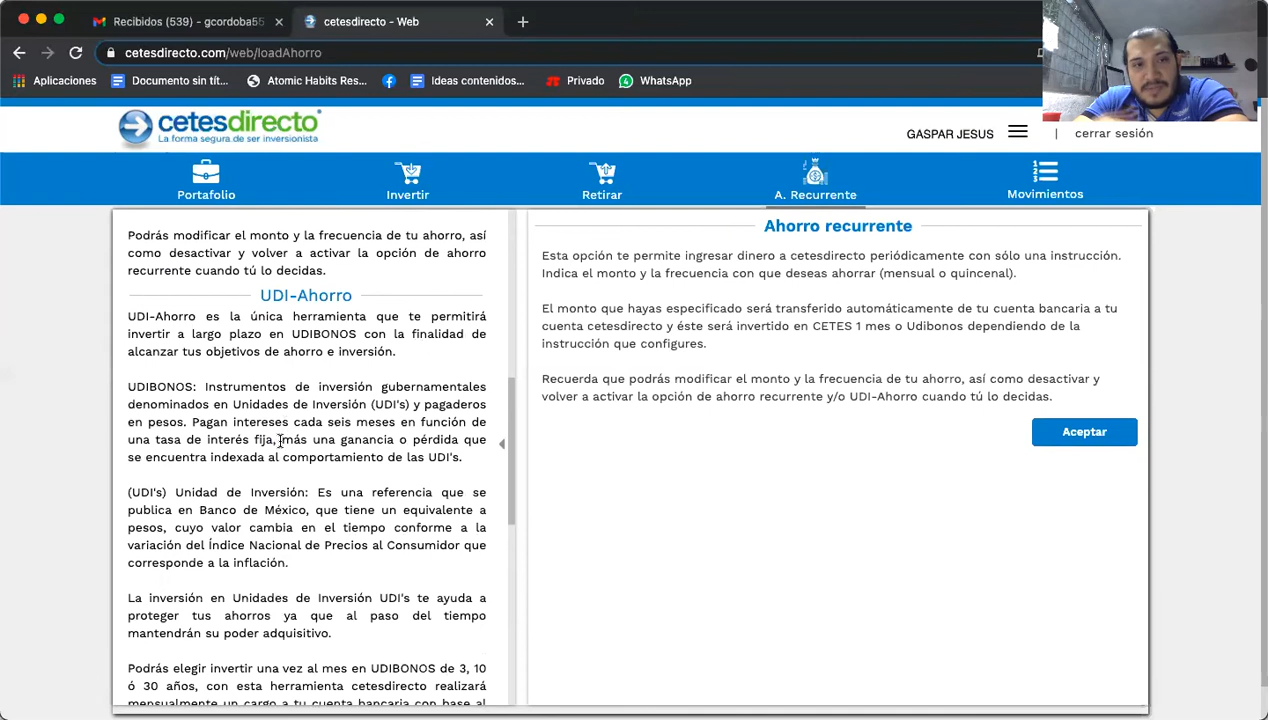 Recibidos (539) - gcordoba55
cetesdirecto - Web
cetesdirecto.com/web/loadAhorro
Aplicaciones
Documento sin tít...
Atomic Habits Res...
Ideas contenidos...
Privado
WhatsApp
cetesdirecto
La forma segura de ser inversionista
GASPAR JESUS
cerrar sesión
Portafolio
Invertir
Retirar
A. Recurrente
Movimientos
Podrás modificar el monto y la frecuencia de tu ahorro, así
como desactivar y volver a activar la opción de ahorro
recurrente cuando tú lo decidas.
UDI-Ahorro
UDI-Ahorro es la única herramienta que te permitirá
invertir a largo plazo en UDIBONOS con la finalidad de
alcanzar tus objetivos de ahorro e inversión.
UDIBONOS: Instrumentos de inversión gubernamentales
denominados en Unidades de Inversión (UDI's) y pagaderos
en pesos. Pagan intereses cada seis meses en función de
una tasa de interés fija, más una ganancia o pérdida que
se encuentra indexada al comportamiento de las UDI's.
(UDI's) Unidad de Inversión: Es una referencia que se
publica en Banco de México, que tiene un equivalente a
pesos, cuyo valor cambia en el tiempo conforme a la
variación del Índice Nacional de Precios al Consumidor que
corresponde a la inflación.
La inversión en Unidades de Inversión UDI's te ayuda a
proteger tus ahorros ya que al paso del tiempo
mantendrán su poder adquisitivo.
Podrás elegir invertir una vez al mes en UDIBONOS de 3, 10
ó 30 años, con esta herramienta cetesdirecto realizará
mensualmente un cargo a tu cuenta bancaria con base al
Ahorro recurrente
Esta opción te permite ingresar dinero a cetesdirecto periódicamente con sólo una instrucción.
Indica el monto y la frecuencia con que deseas ahorrar (mensual o quincenal).
El monto que hayas especificado será transferido automáticamente de tu cuenta bancaria a tu
cuenta cetesdirecto y éste será invertido en CETES 1 mes o Udibonos dependiendo de la
instrucción que configures.
Recuerda que podrás modificar el monto y la frecuencia de tu ahorro, así como desactivar y
volver a activar la opción de ahorro recurrente y/o UDI-Ahorro cuando tú lo decidas.
Aceptar